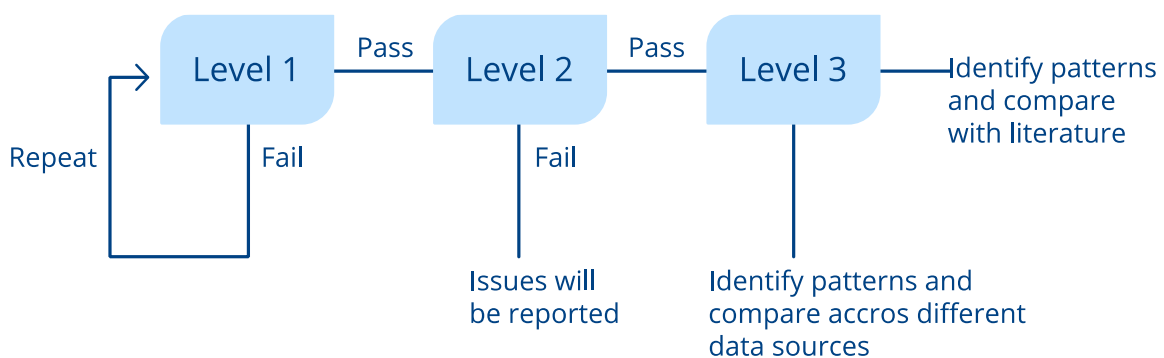 Level 1
Pass
Level 2
Pass
Level 3
Identify patterns
and compare
with literature
Repeat
Fail
Fail
Issues will
be reported
Identify patterns and
compare accros different
data sources